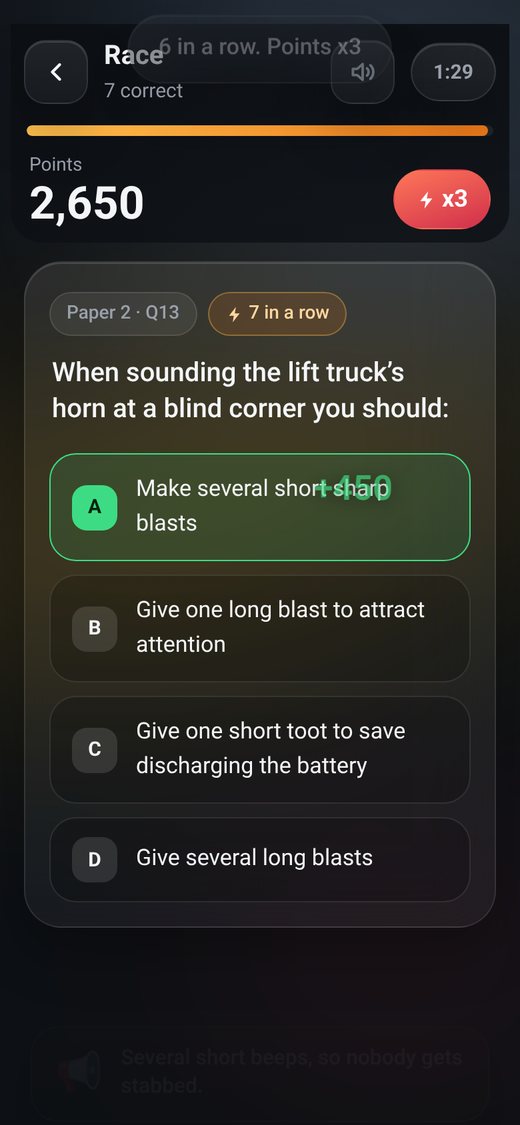 6 in a row. Points x3
Race
7 correct
1:29
Points
2,650
x3
Paper 2 · Q13
7 in a row
When sounding the lift truck’s
horn at a blind corner you should:
A
Make several short sharp
blasts
+450
B
Give one long blast to attract
attention
C
Give one short toot to save
discharging the battery
D
Give several long blasts
Several short beeps, so nobody gets
stabbed.